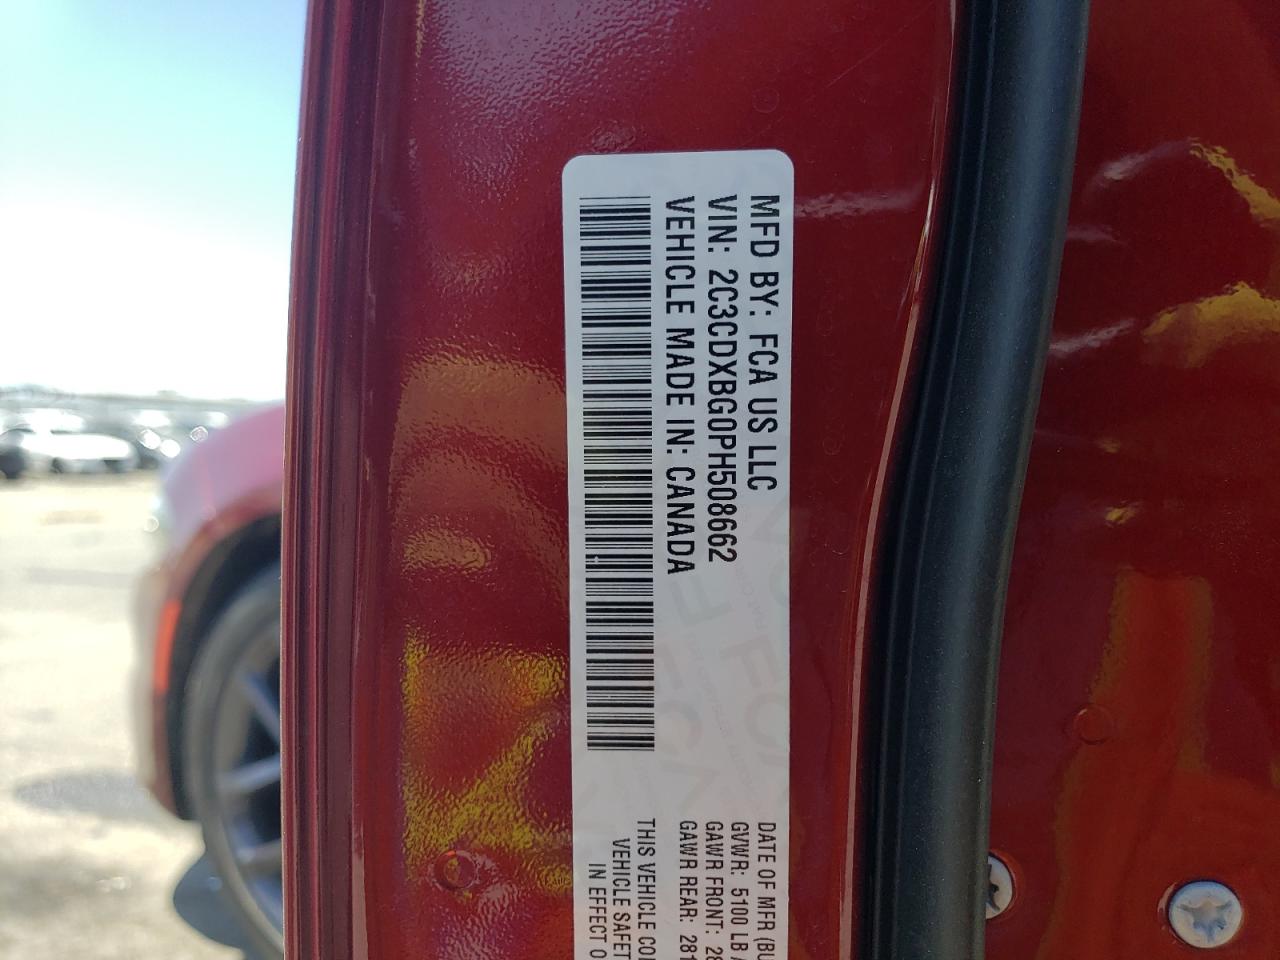 MFD BY: FCA US LLC
VIN: 2C3CDXBG0PH508662
VEHICLE MADE IN: CANADA
DATE OF MFR
GVWR: 5100 LB
GAWR FRONT:
GAWR REAR:
THIS VEHICLE
VEHICLE
IN EFFECT
FCA